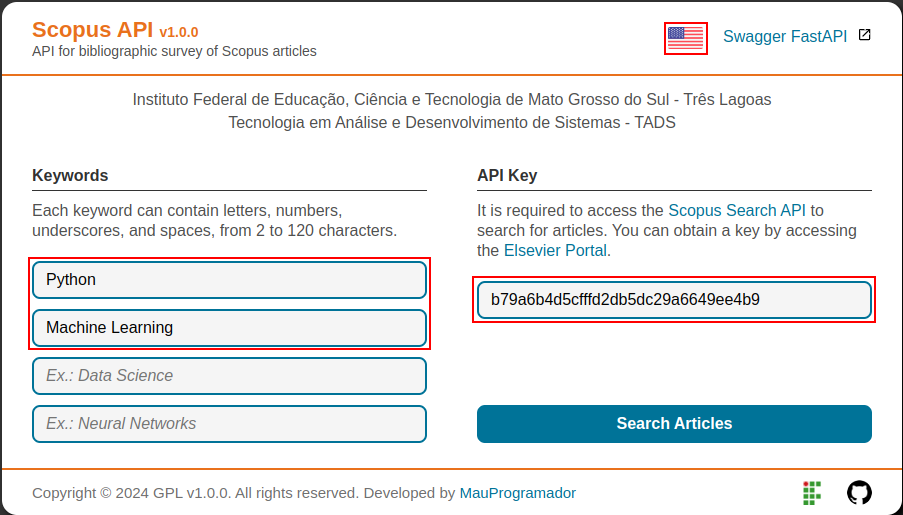 Scopus API v1.0.0
API for bibliographic survey of Scopus articles
Swagger FastAPI
Instituto Federal de Educação, Ciência e Tecnologia de Mato Grosso do Sul - Três Lagoas
Tecnologia em Análise e Desenvolvimento de Sistemas - TADS
Keywords
Each keyword can contain letters, numbers,
underscores, and spaces, from 2 to 120 characters.
Python
Machine Learning
Ex.: Data Science
Ex.: Neural Networks
API Key
It is required to access the Scopus Search API to
search for articles. You can obtain a key by accessing
the Elsevier Portal.
b79a6b4d5cfffd2db5dc29a6649ee4b9
Search Articles
Copyright © 2024 GPL v1.0.0. All rights reserved. Developed by MauProgramador